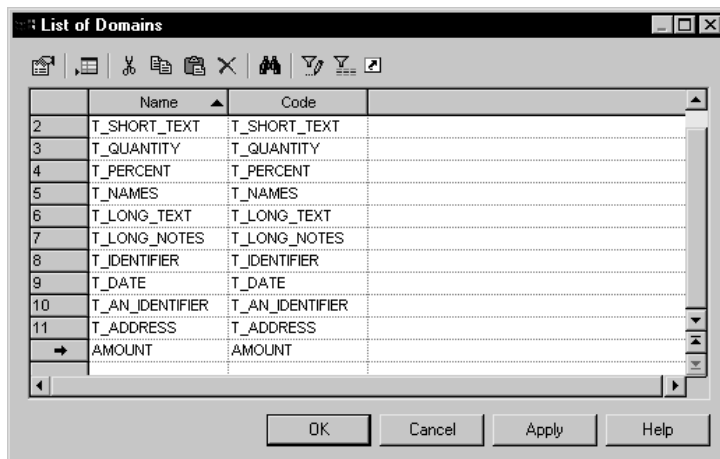 List of Domains
Name Code
2 T_SHORT_TEXT T_SHORT_TEXT
3 T_QUANTITY T_QUANTITY
4 T_PERCENT T_PERCENT
5 T_NAMES T_NAMES
6 T_LONG_TEXT T_LONG_TEXT
7 T_LONG_NOTES T_LONG_NOTES
8 T_IDENTIFIER T_IDENTIFIER
9 T_DATE T_DATE
10 T_AN_IDENTIFIER T_AN_IDENTIFIER
11 T_ADDRESS T_ADDRESS
AMOUNT AMOUNT
OK Cancel Apply Help